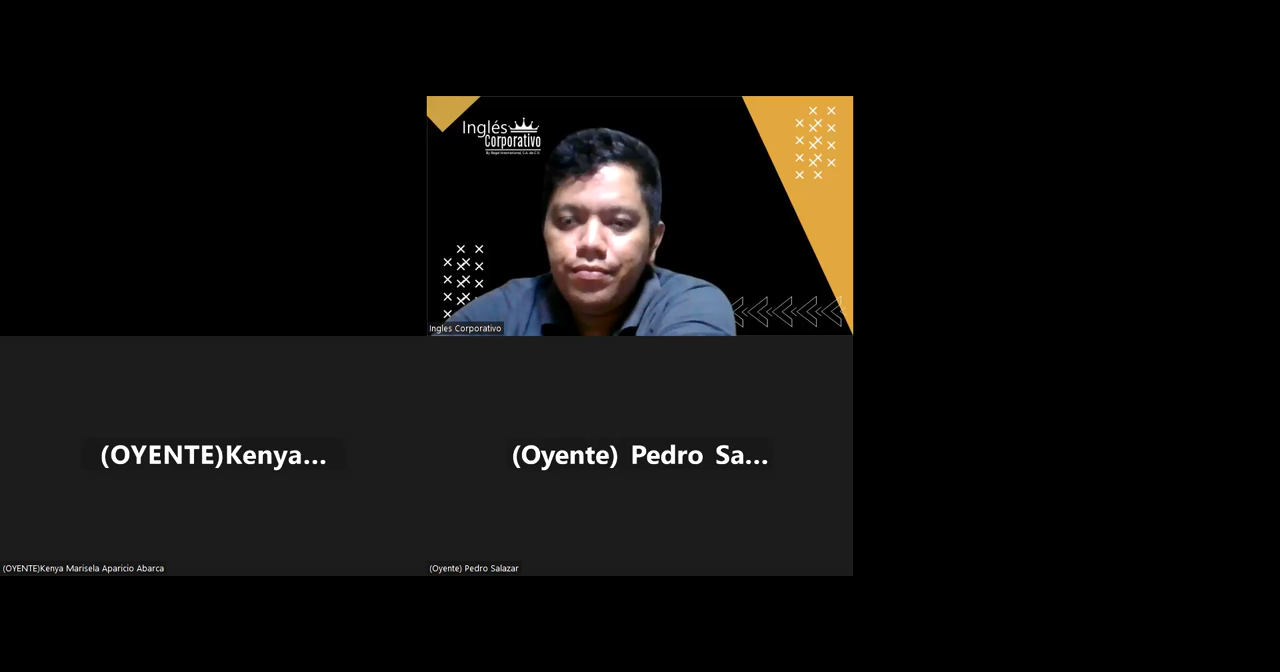 Inglés
Corporativo
Ingles Corporativo
(OYENTE)Kenya...
(Oyente) Pedro Sa...
(OYENTE)Kenya Marisela Aparicio Abarca
(Oyente) Pedro Salazar